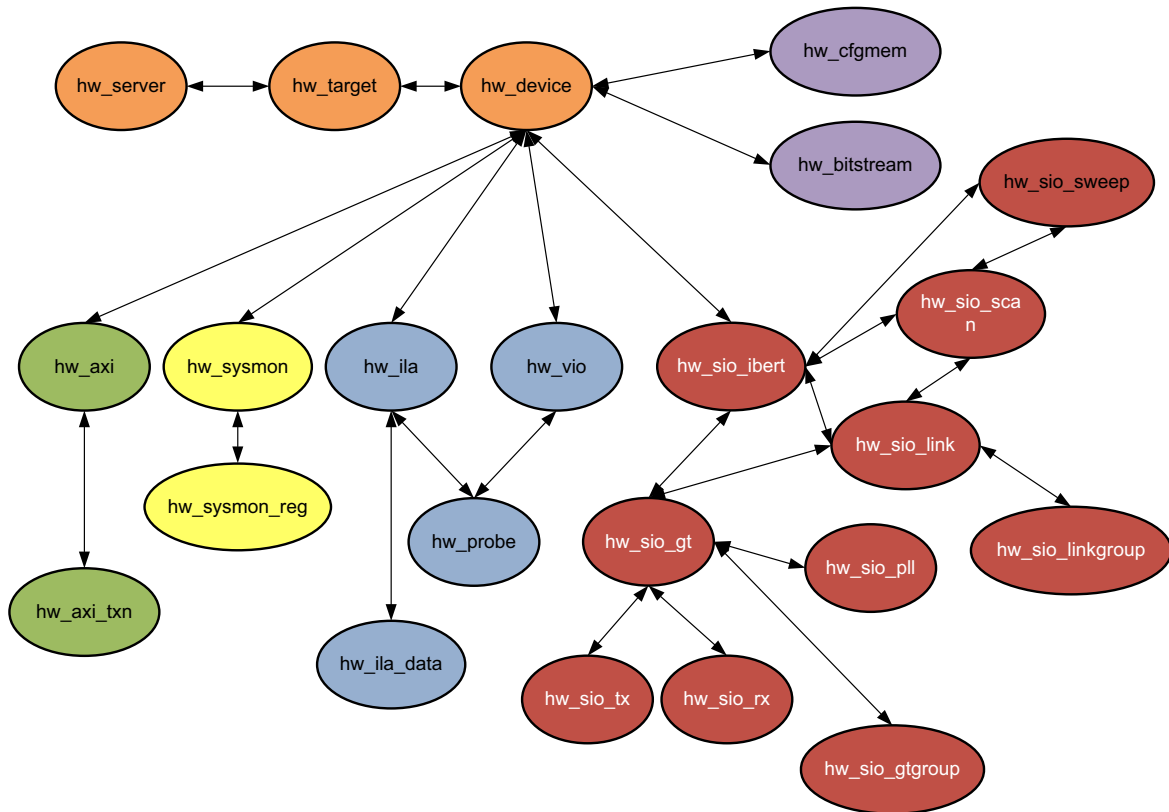 hw_cfgmem
hw_server
hw_target
hw_device
hw_bitstream
hw_sio_sweep
hw_sio_sca
n
hw_axi
hw_sysmon
hw_ila
hw_vio
hw_sio_ibert
hw_sio_link
hw_sysmon_reg
hw_probe
hw_sio_gt
hw_sio_linkgroup
hw_sio_pll
hw_axi_txn
hw_ila_data
hw_sio_tx
hw_sio_rx
hw_sio_gtgroup